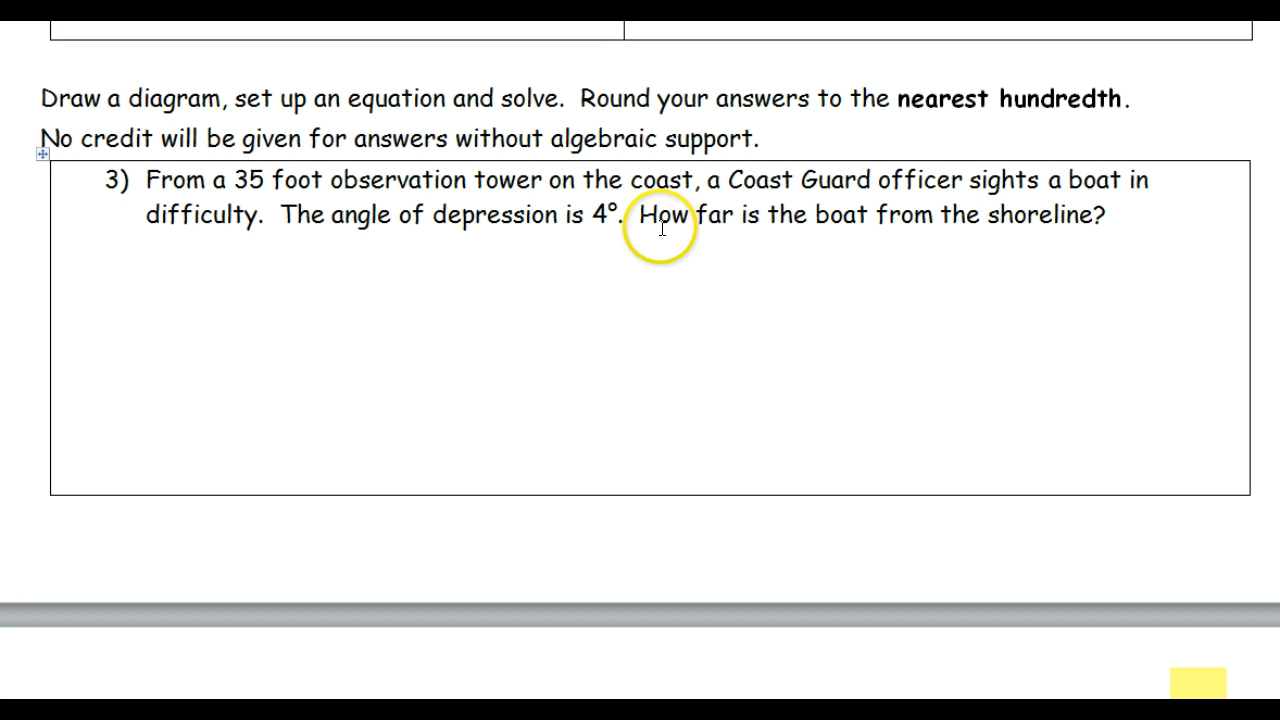 Draw a diagram, set up an equation and solve. Round your answers to the nearest hundredth.
No credit will be given for answers without algebraic support.
3) From a 35 foot observation tower on the coast, a Coast Guard officer sights a boat in
difficulty. The angle of depression is 4°. How far is the boat from the shoreline?